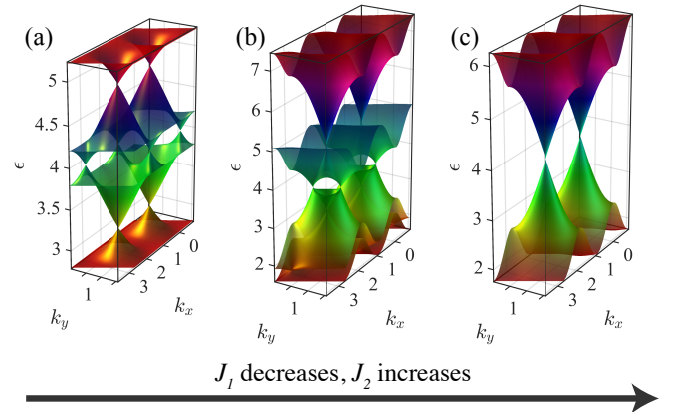 (a) (b) (c)
5 4.5 4 3.5 3
ϵ
1
k_y
3 2 1 0
k_x
7 6 5 4 3 2
ϵ
1
k_y
3 2 1 0
k_x
6 5 4 3 2
ϵ
1
k_y
3 2 1 0
k_x
J_1 decreases, J_2 increases